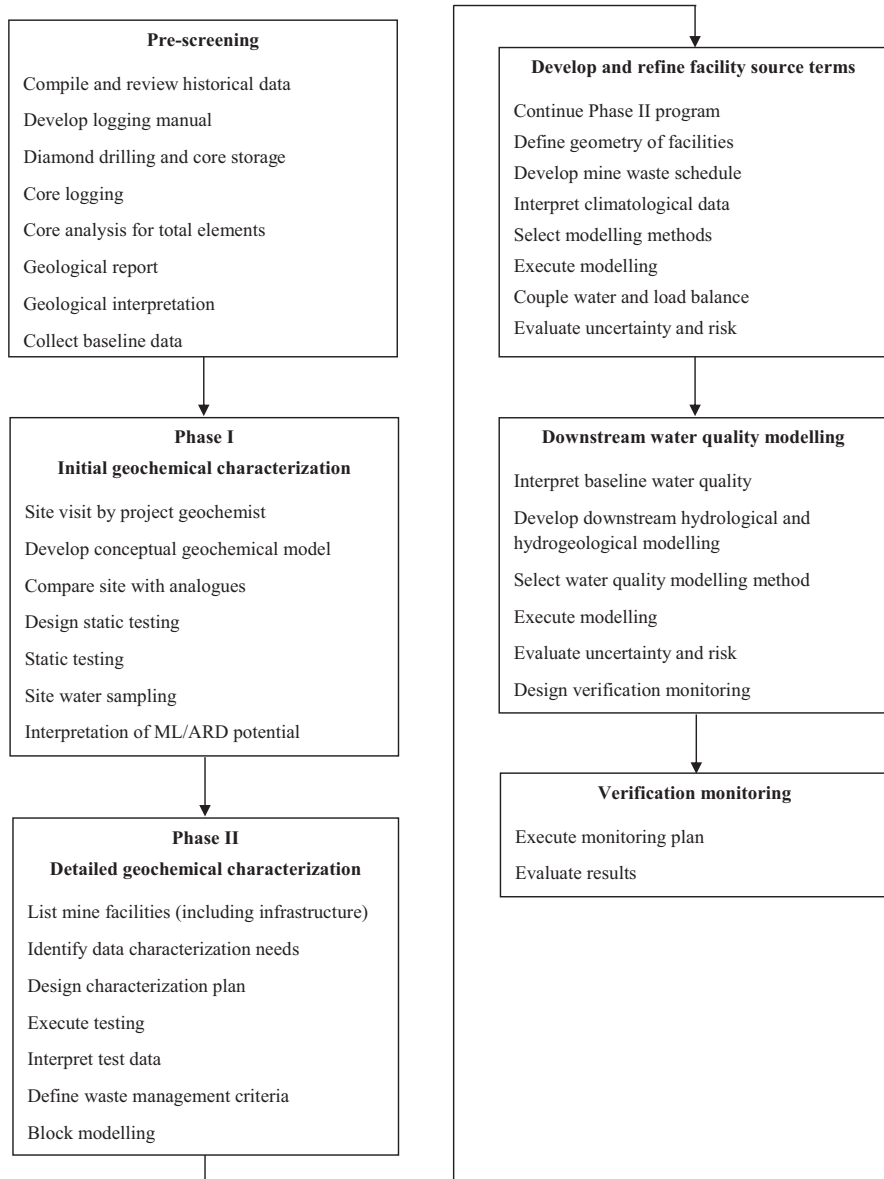 Pre-screening
Compile and review historical data
Develop logging manual
Diamond drilling and core storage
Core logging
Core analysis for total elements
Geological report
Geological interpretation
Collect baseline data
Phase I
Initial geochemical characterization
Site visit by project geochemist
Develop conceptual geochemical model
Compare site with analogues
Design static testing
Static testing
Site water sampling
Interpretation of ML/ARD potential
Phase II
Detailed geochemical characterization
List mine facilities (including infrastructure)
Identify data characterization needs
Design characterization plan
Execute testing
Interpret test data
Define waste management criteria
Block modelling
Develop and refine facility source terms
Continue Phase II program
Define geometry of facilities
Develop mine waste schedule
Interpret climatological data
Select modelling methods
Execute modelling
Couple water and load balance
Evaluate uncertainty and risk
Downstream water quality modelling
Interpret baseline water quality
Develop downstream hydrological and
hydrogeological modelling
Select water quality modelling method
Execute modelling
Evaluate uncertainty and risk
Design verification monitoring
Verification monitoring
Execute monitoring plan
Evaluate results